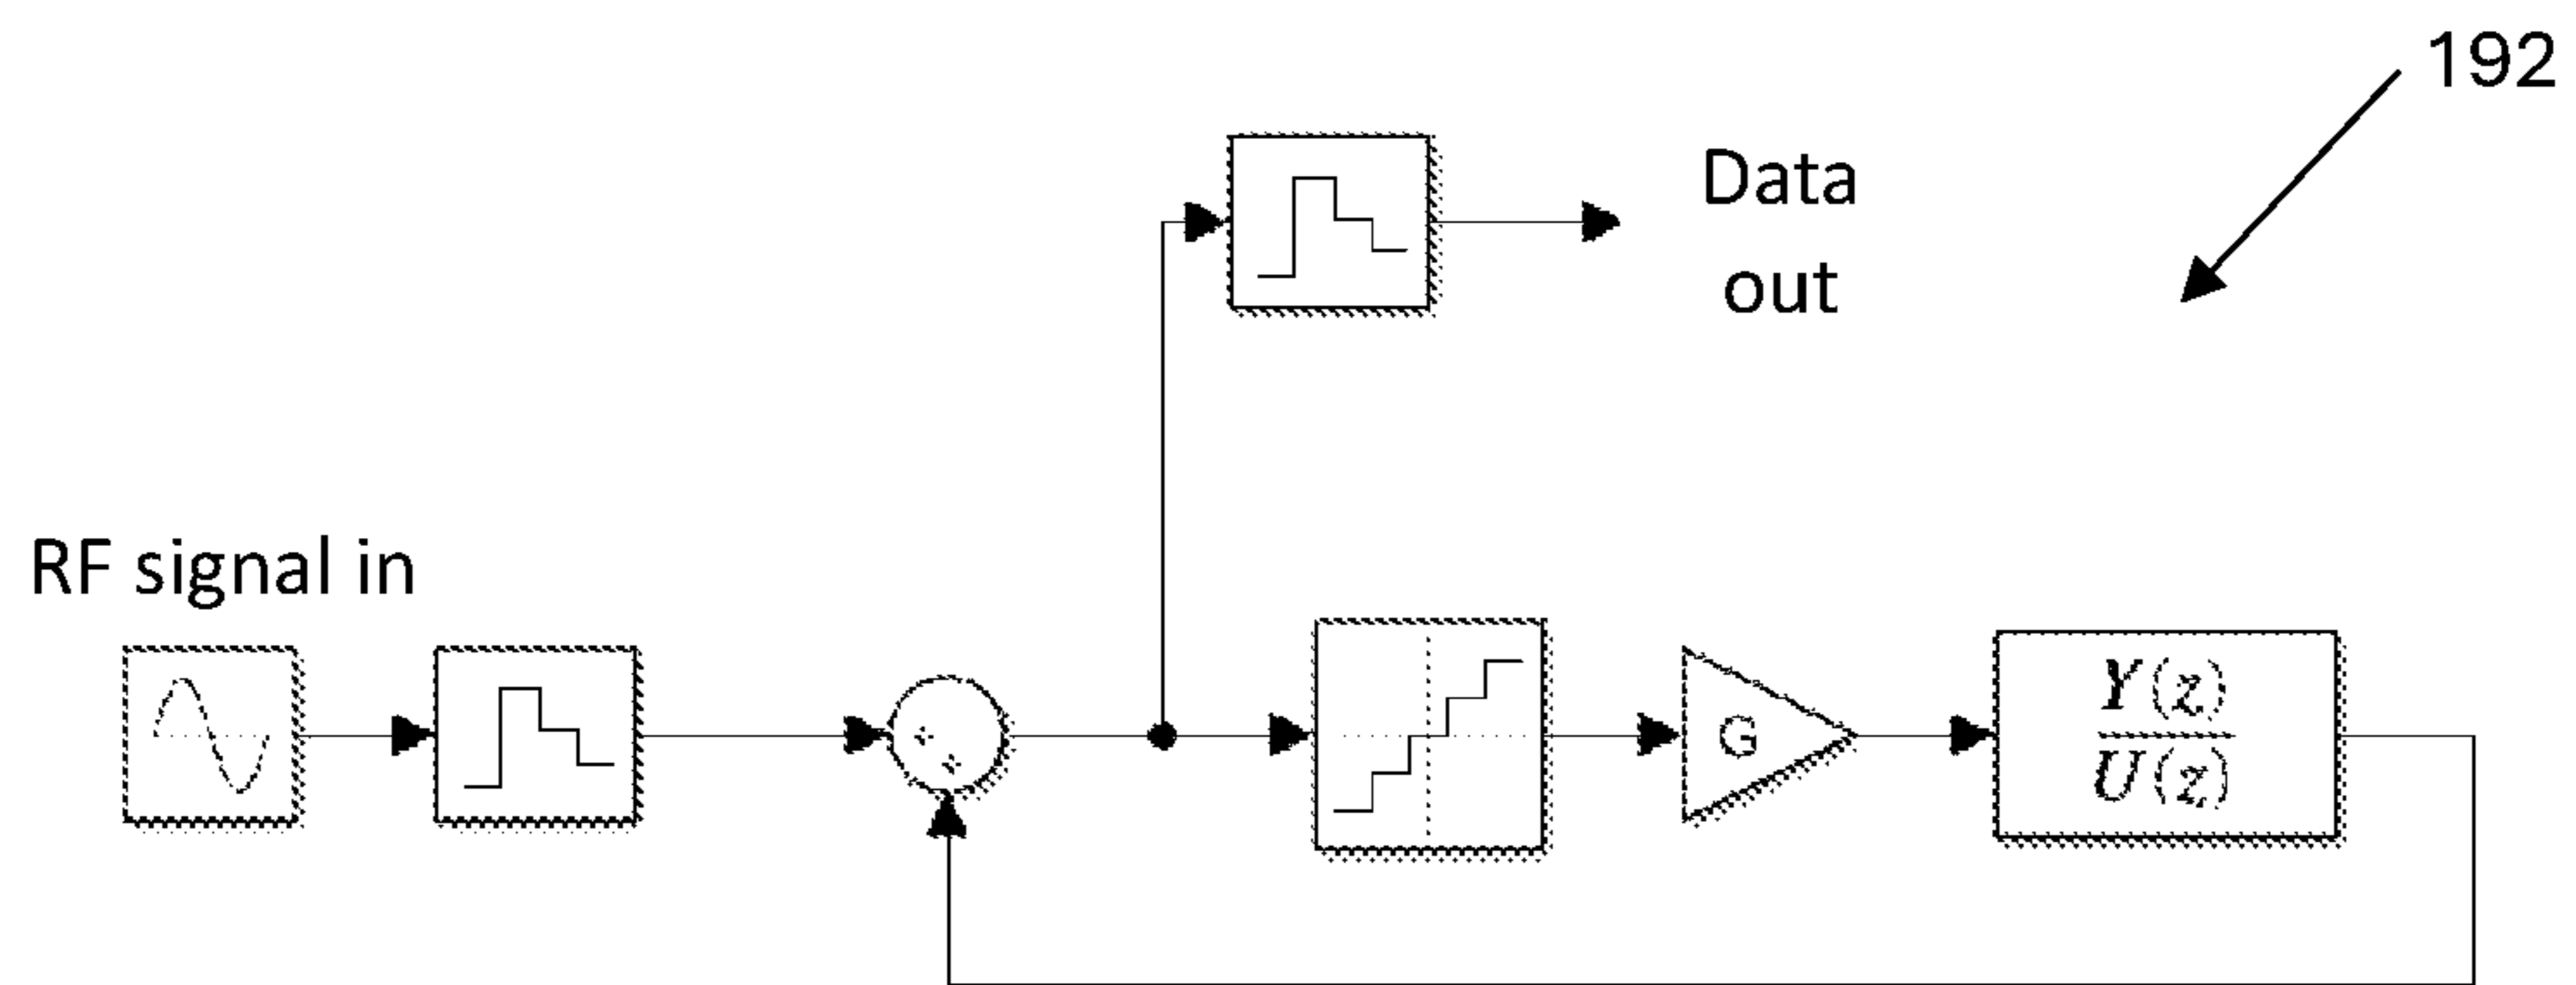 192
Data
out
RF signal in
+
+
G
Y(z)
U(z)